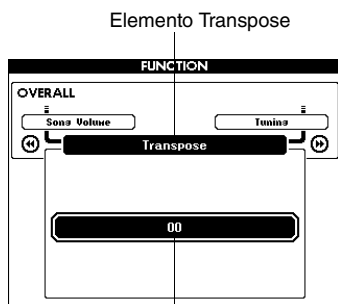 Elemento Transpose
FUNCTION
OVERALL
Song Volume Tuning
Transpose
00